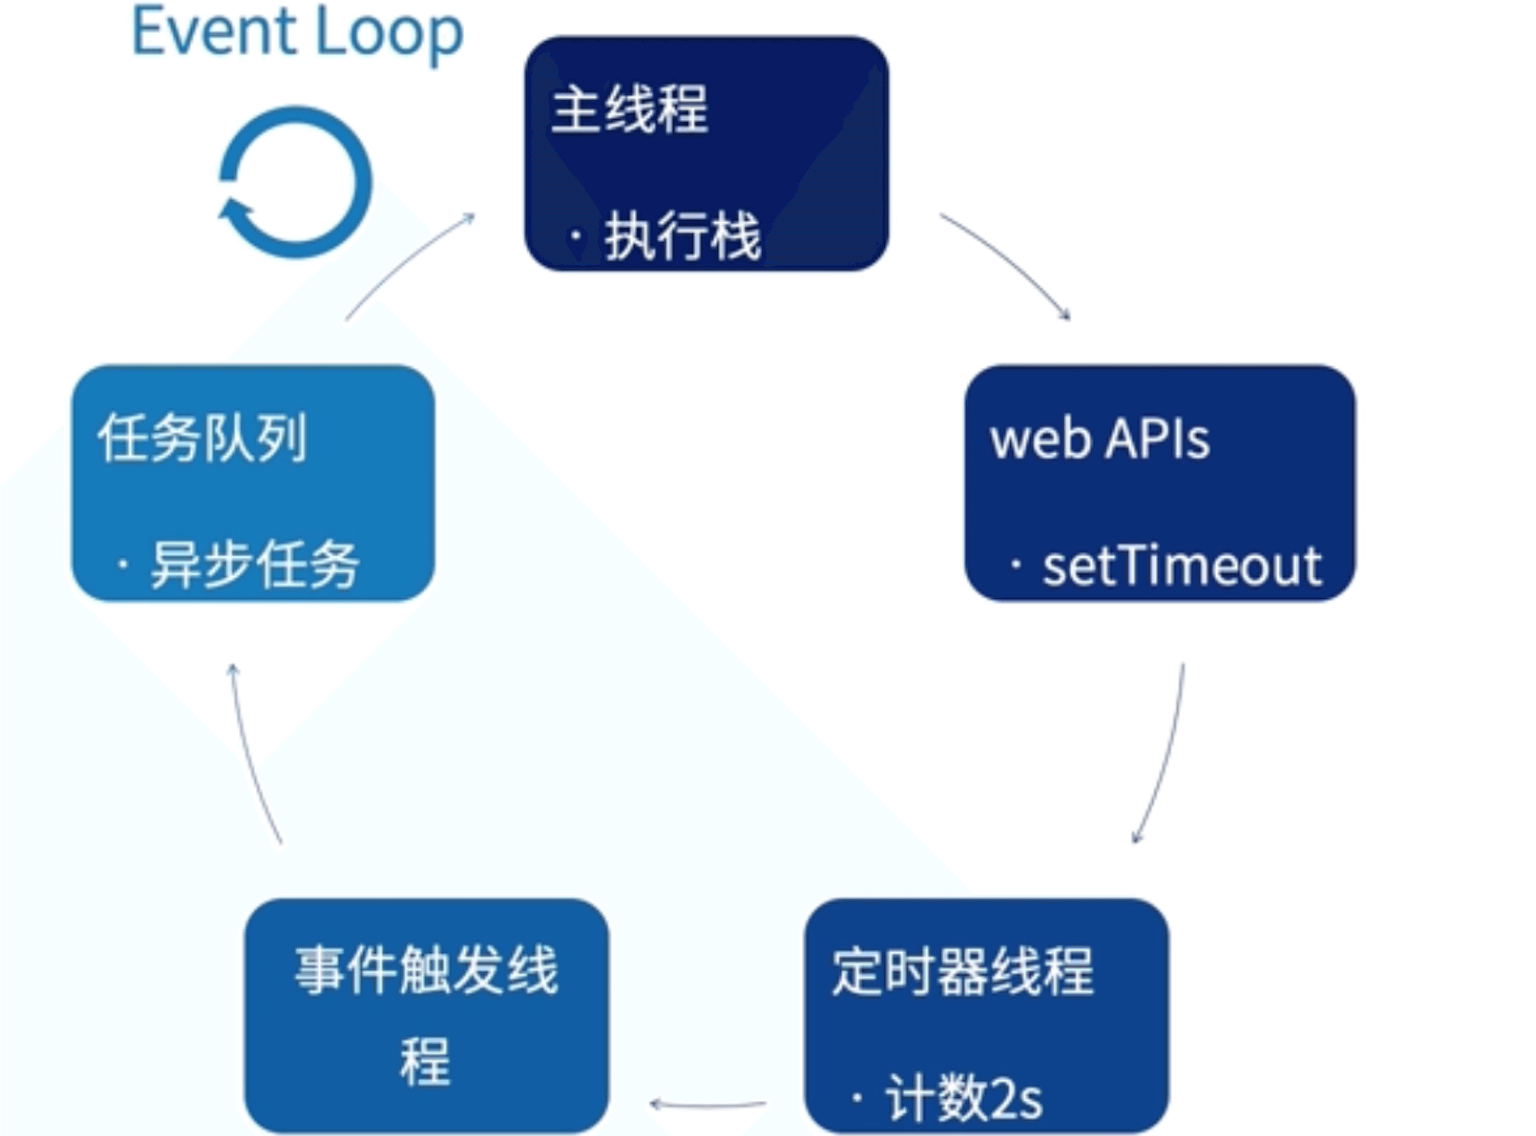 Event Loop
主线程
· 执行栈
web APIs
· setTimeout
定时器线程
· 计数2s
事件触发线
程
任务队列
· 异步任务